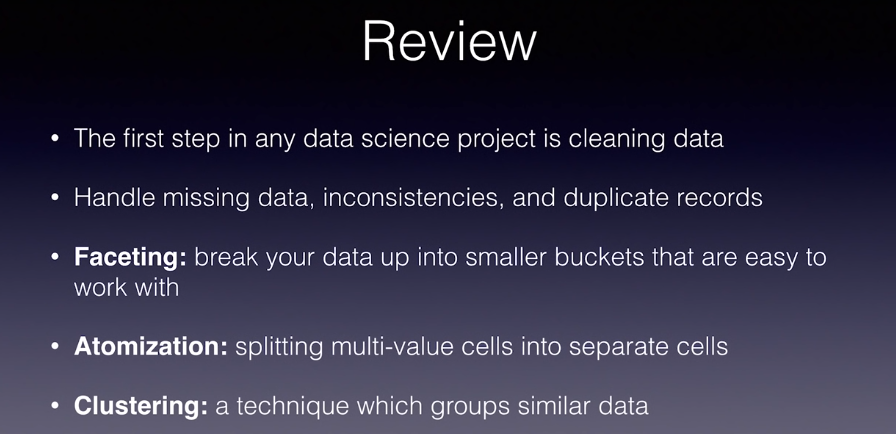 Review
• The first step in any data science project is cleaning data
• Handle missing data, inconsistencies, and duplicate records
• Faceting: break your data up into smaller buckets that are easy to
work with
• Atomization: splitting multi-value cells into separate cells
• Clustering: a technique which groups similar data